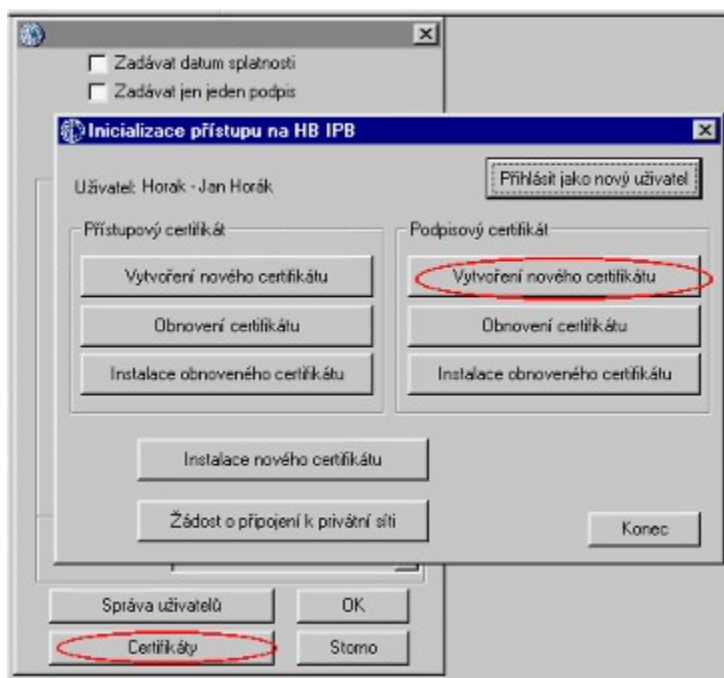 Zadávat datum splatnosti
Zadávat jen jeden podpis
Inicializace přístupu na HB IPB
Uživatel: Horak - Jan Horák
Přihlásit jako nový uživatel
Přístupový certifikát
Podpisový certifikát
Vytvoření nového certifikátu
Vytvoření nového certifikátu
Obnovení certifikátu
Obnovení certifikátu
Instalace obnoveného certifikátu
Instalace obnoveného certifikátu
Instalace nového certifikátu
Žádost o připojení k privátní síti
Konec
Správa uživatelů
OK
Certifikáty
Storno